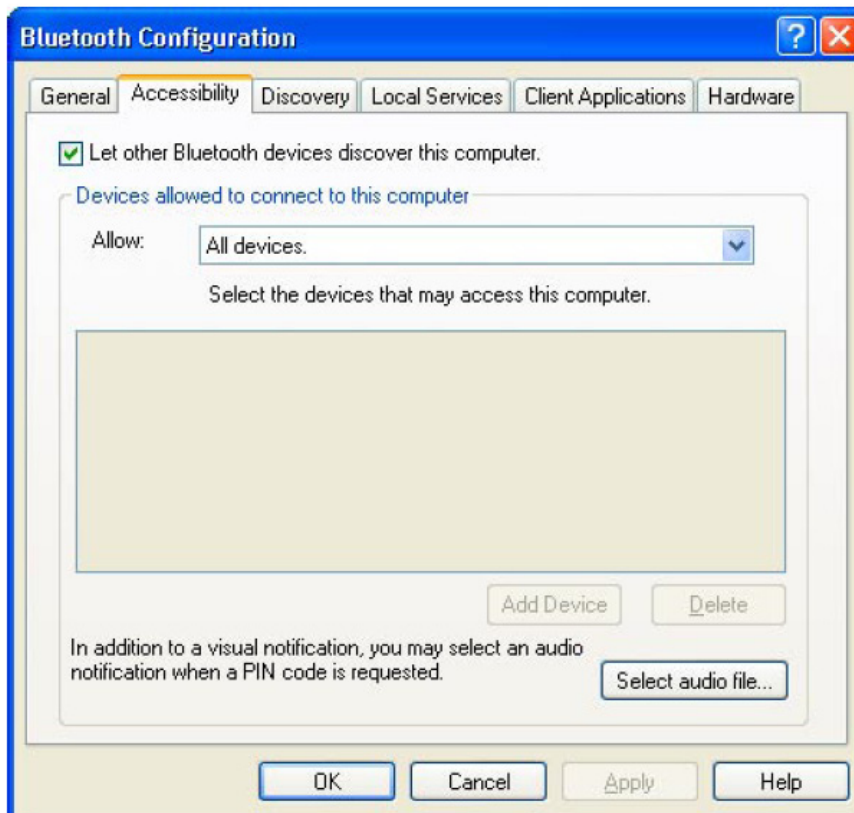 Bluetooth Configuration
General Accessibility Discovery Local Services Client Applications Hardware
Let other Bluetooth devices discover this computer.
Devices allowed to connect to this computer
Allow: All devices.
Select the devices that may access this computer.
Add Device Delete
In addition to a visual notification, you may select an audio
notification when a PIN code is requested.
Select audio file...
OK Cancel Apply Help